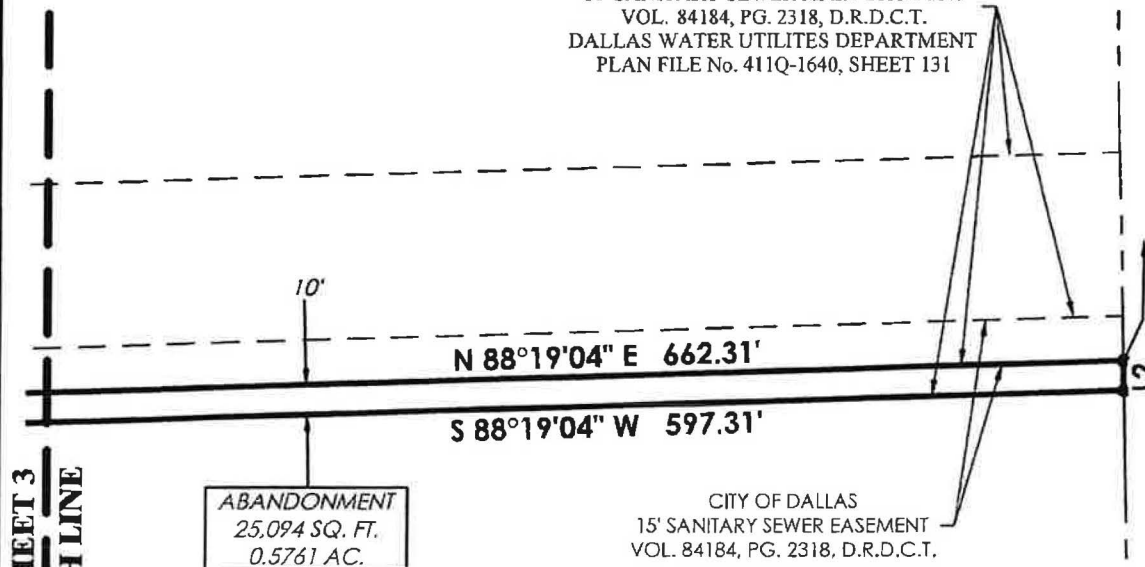 VOL. 84184, PG. 2318, D.R.D.C.T.
DALLAS WATER UTILITES DEPARTMENT
PLAN FILE No. 411Q-1640, SHEET 131
10'
N 88°19'04" E 662.31'
S 88°19'04" W 597.31'
ABANDONMENT
25,094 SQ. FT.
0.5761 AC.
CITY OF DALLAS
15' SANITARY SEWER EASEMENT
VOL. 84184, PG. 2318, D.R.D.C.T.